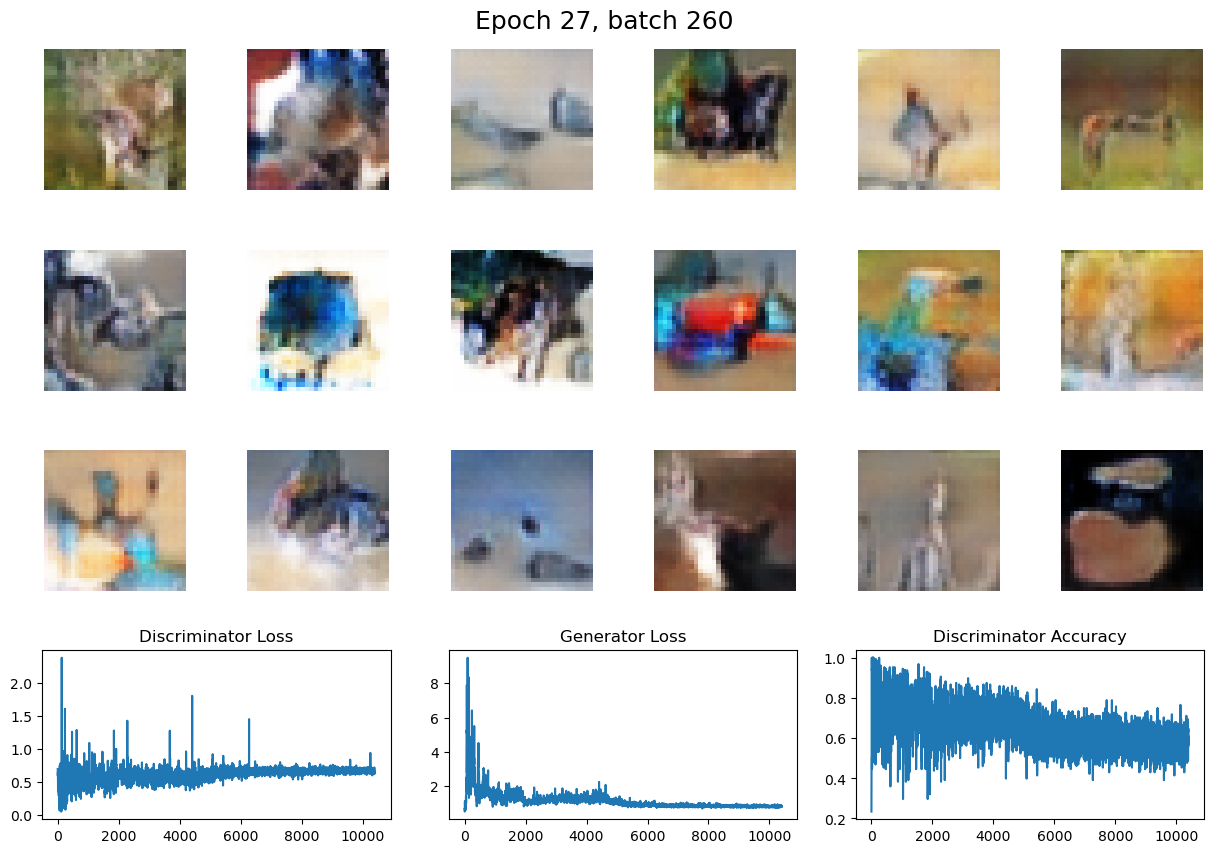 Epoch 27, batch 260
Discriminator Loss
Generator Loss
Discriminator Accuracy
2.0
1.5
1.0
0.5
0.0
0 2000 4000 6000 8000 10000
8
6
4
2
0 2000 4000 6000 8000 10000
1.0
0.8
0.6
0.4
0.2
0 2000 4000 6000 8000 10000